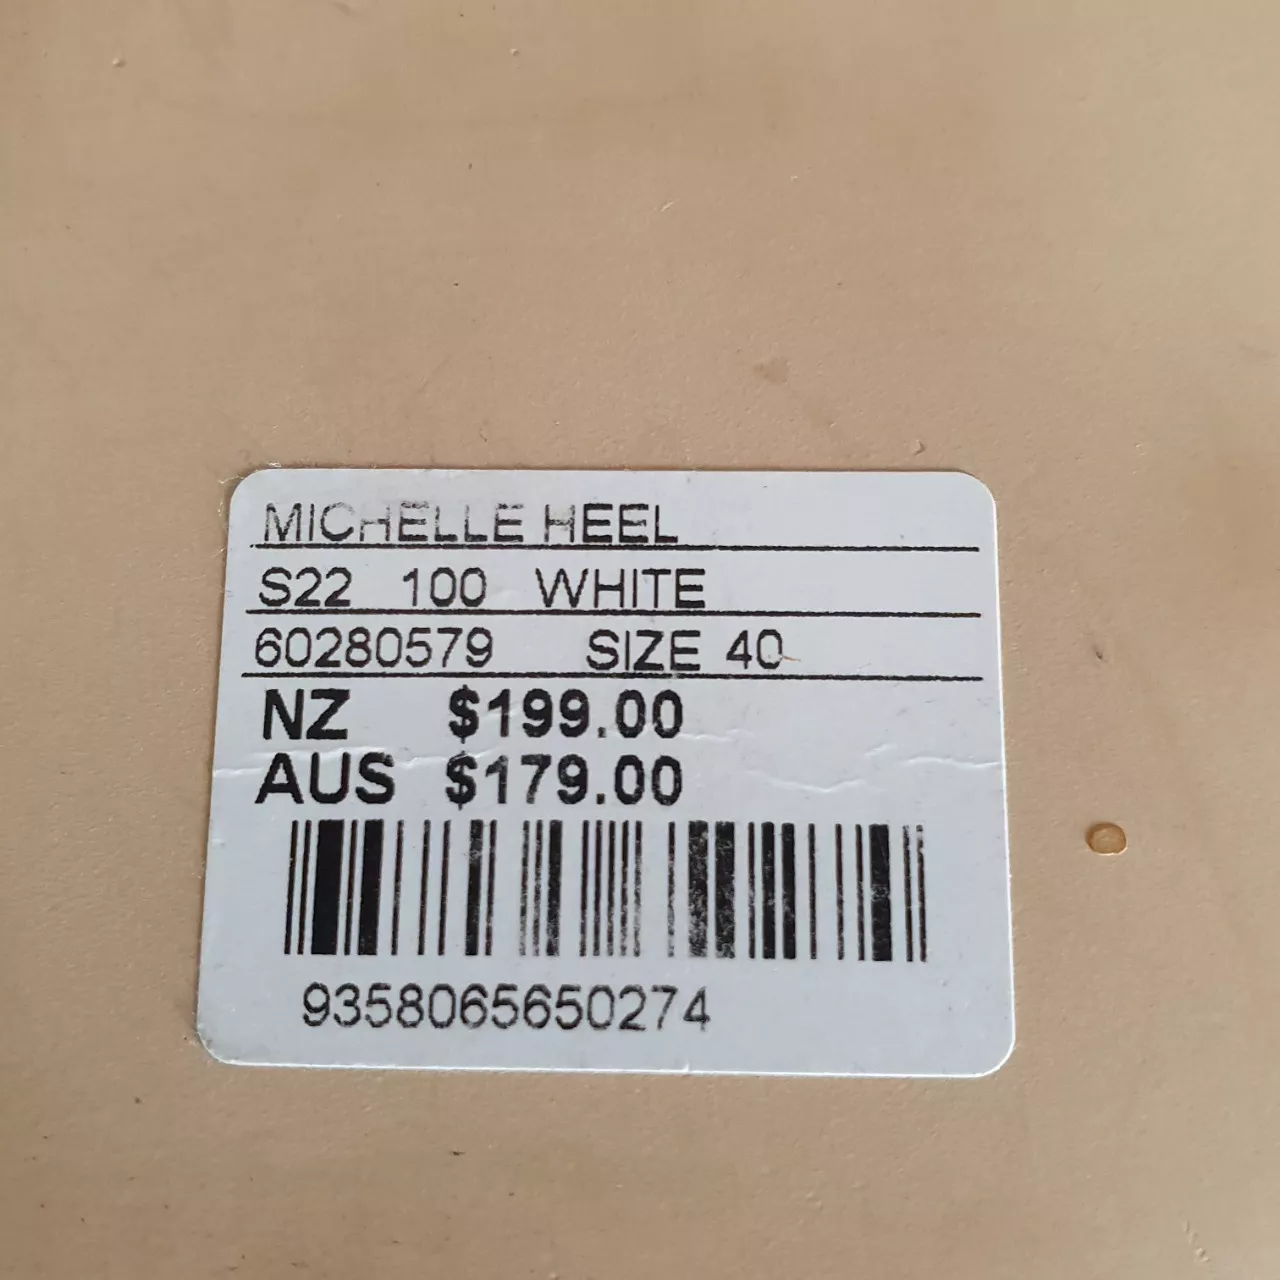 MICHELLE HEEL
S22 100 WHITE
60280579 SIZE 40
NZ $199.00
AUS $179.00
9358065650274